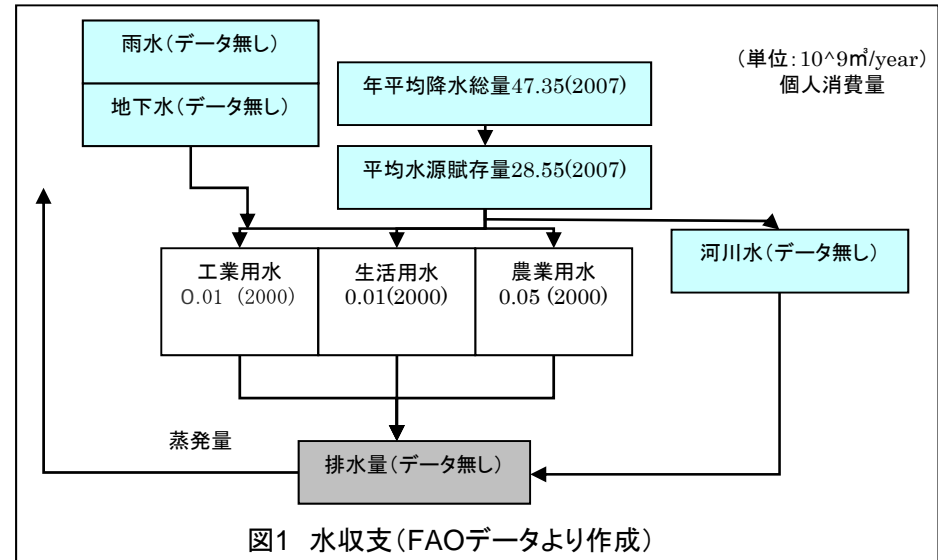 雨水(データ無し)
地下水(データ無し)
(単位:10^9㎥/year)
個人消費量
年平均降水総量47.35(2007)
平均水源賦存量28.55(2007)
工業用水
0.01 (2000)
生活用水
0.01(2000)
農業用水
0.05 (2000)
河川水(データ無し)
蒸発量
排水量(データ無し)
図1 水収支(FAOデータより作成)